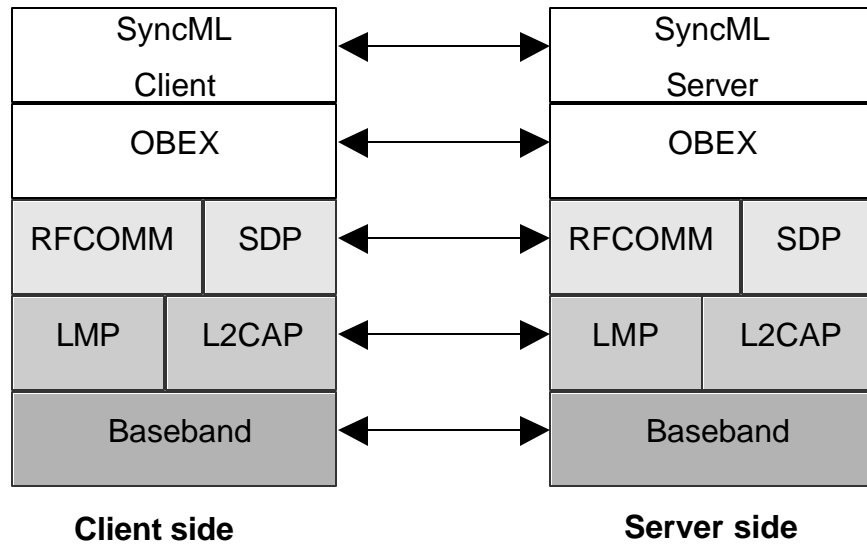 SyncML
Client
SyncML
Server
OBEX
OBEX
RFCOMM
SDP
RFCOMM
SDP
LMP
L2CAP
LMP
L2CAP
Baseband
Baseband
Client side
Server side